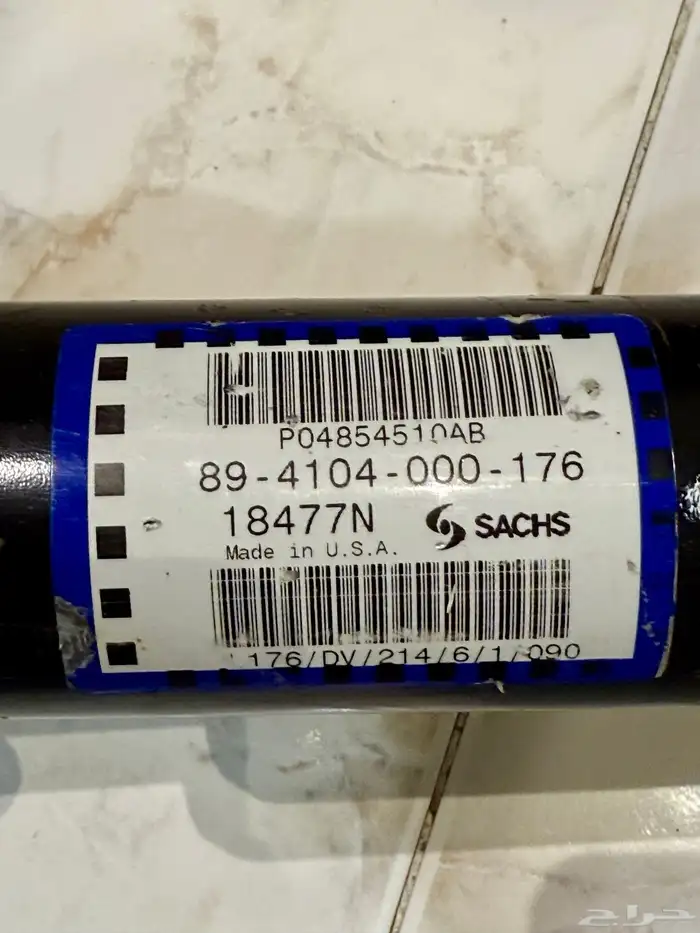 P04854510AB
89-4104-000-176
18477N
SACHS
Made in U.S.A.
176/DV/214/6/1/090
حراج